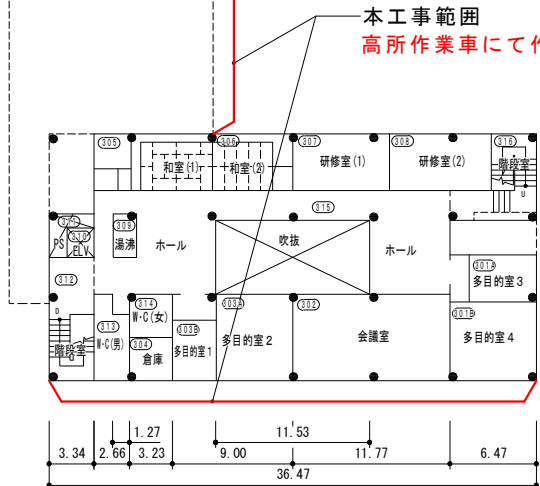 本工事範囲
高所作業車にて作
305
306
307
308
316
和室(1)
和室(2)
研修室(1)
研修室(2)
階段室
U
315
311
310
309
PS
ELV
湯沸
ホール
吹抜
ホール
301A
多目的室3
312
D
314
W・C(女)
303A
302
301B
313
W・C(男)
304
303B
階段室
倉庫
多目的室1
多目的室2
会議室
多目的室4
1.27
11.53
3.34
2.66
3.23
9.00
11.77
6.47
36.47